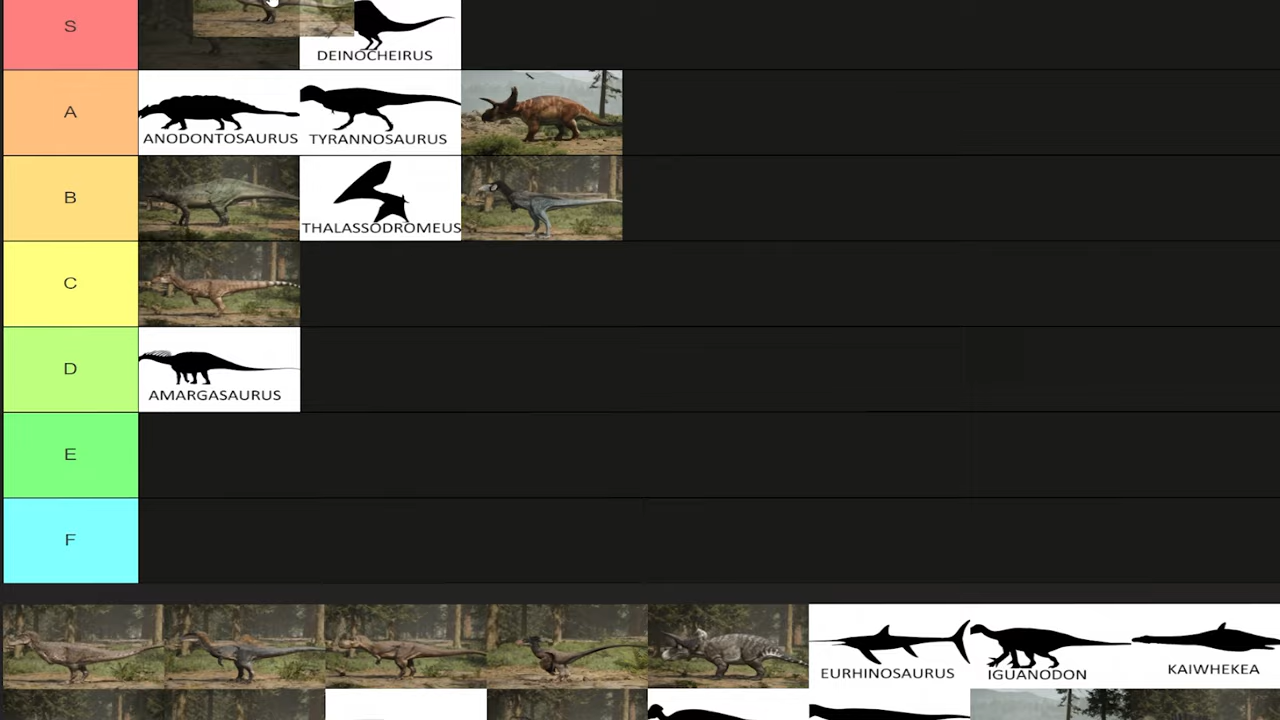 S
DEINOCHEIRUS
A
ANODONTOSAURUS
TYRANNOSAURUS
B
THALASSODROMEUS
C
D
AMARGASAURUS
E
F
EURHINOSAURUS
IGUANODON
KAIWHEKEA